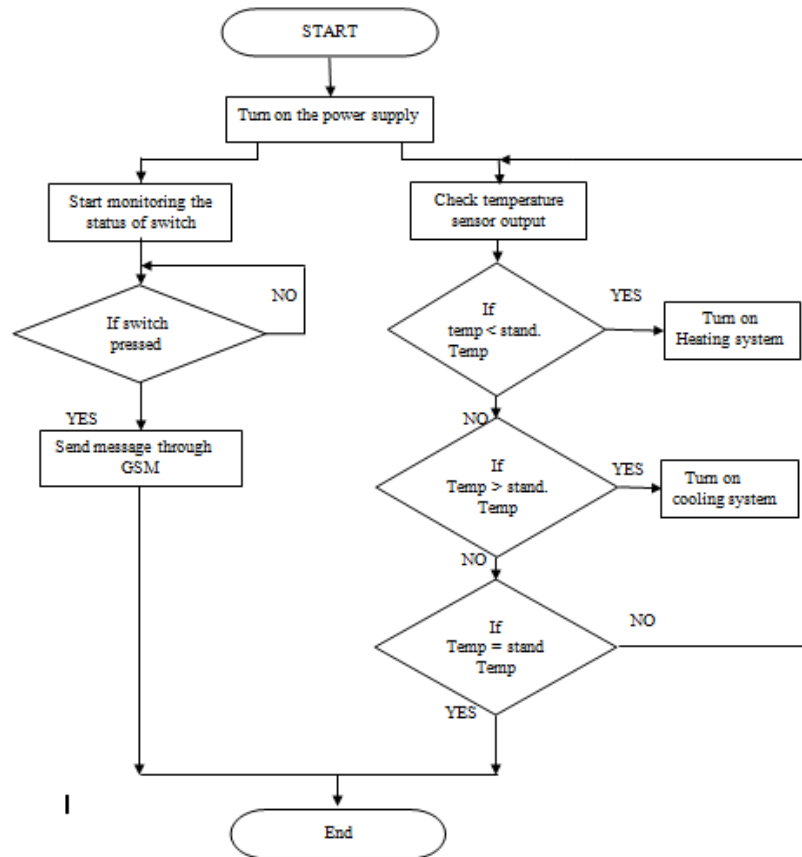 START
Turn on the power supply
Start monitoring the
status of switch
Check temperature
sensor output
NO
If switch
pressed
YES
Send message through
GSM
If
temp < stand.
Temp
YES
Turn on
Heating system
NO
If
Temp > stand.
Temp
YES
Turn on
cooling system
NO
If
Temp = stand
Temp
NO
YES
I
End